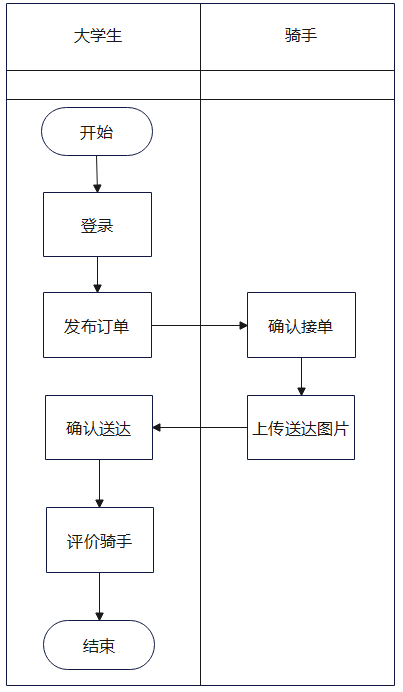 大学生
骑手
开始
登录
发布订单
确认接单
上传送达图片
确认送达
评价骑手
结束